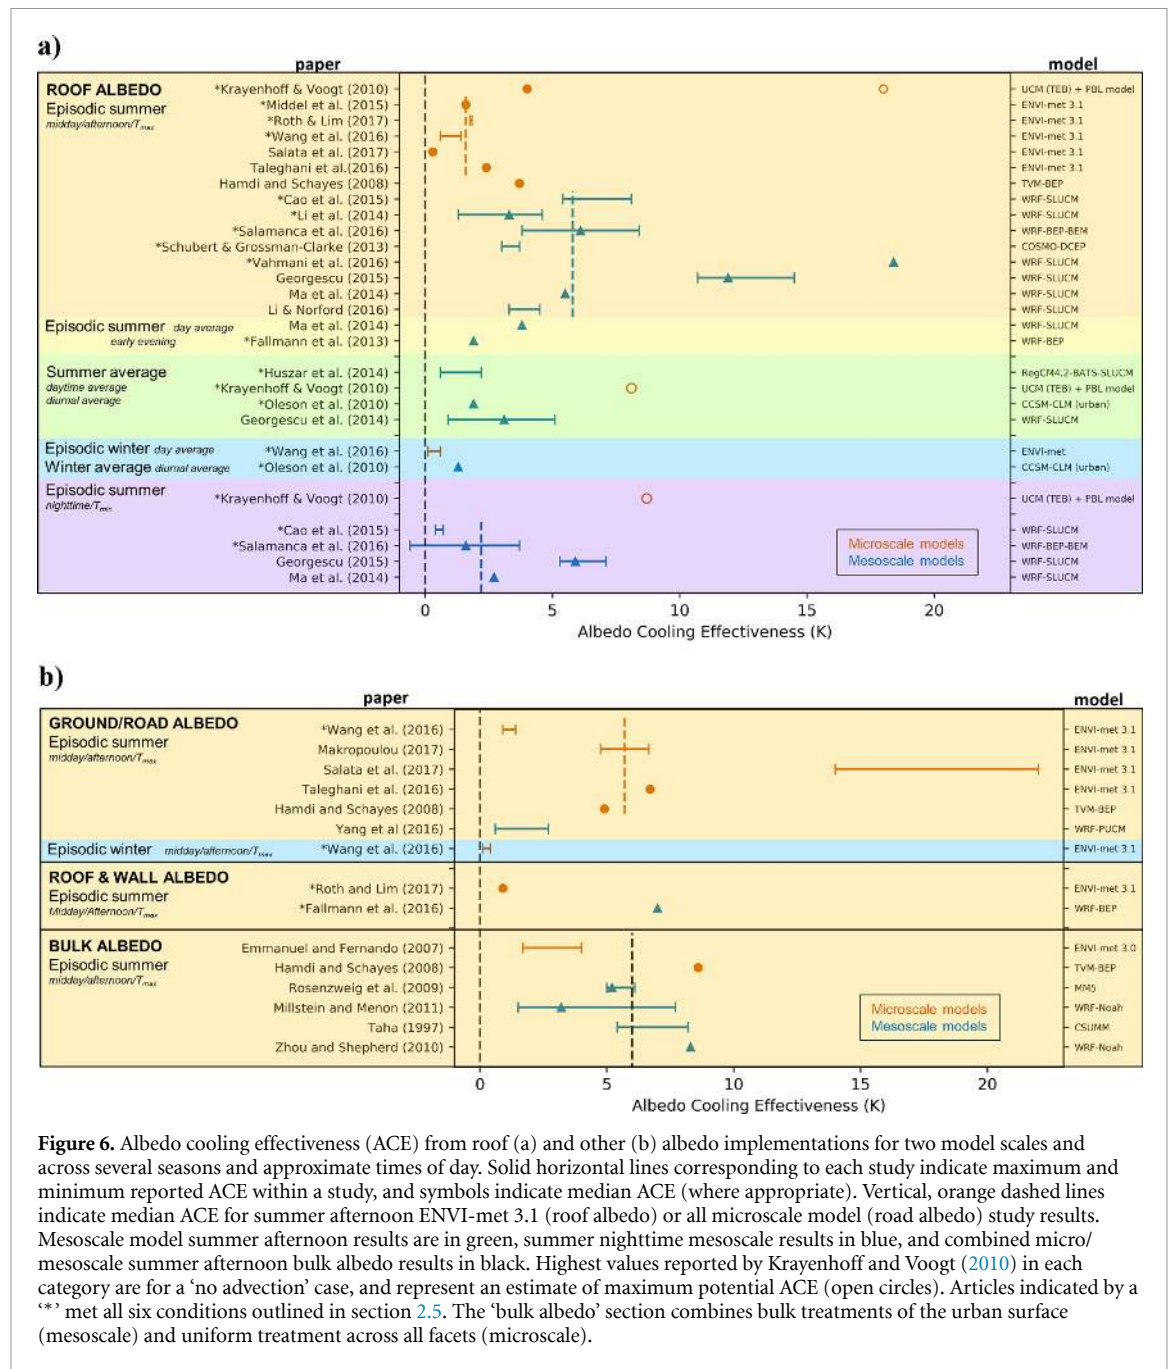 a)
paper model
ROOF ALBEDO
Episodic summer
midday/afternoon/Tmax
*Krayenhoff & Voogt (2010) UCM (TEB) + PBL model
*Middel et al. (2015) ENVI-met 3.1
*Roth & Lim (2017) ENVI-met 3.1
*Wang et al. (2016) ENVI-met 3.1
Salata et al. (2017) ENVI-met 3.1
Taleghani et al.(2016) ENVI-met 3.1
Hamdi and Schayes (2008) TVM-BEP
*Cao et al. (2015) WRF-SLUCM
*Li et al. (2014) WRF-SLUCM
*Salamanca et al. (2016) WRF-BEP-BEM
*Schubert & Grossman-Clarke (2013) COSMO-DCEP
*Vahmani et al. (2016) WRF-SLUCM
Georgescu (2015) WRF-SLUCM
Ma et al. (2014) WRF-SLUCM
Li & Norford (2016) WRF-SLUCM
Episodic summer day average
early evening
Ma et al. (2014) WRF-SLUCM
*Fallmann et al. (2013) WRF-BEP
Summer average
daytime average
diurnal average
*Huszar et al. (2014) RegCM4.2-BATS-SLUCM
*Krayenhoff & Voogt (2010) UCM (TEB) + PBL model
*Oleson et al. (2010) CCSM-CLM (urban)
Georgescu et al. (2014) WRF-SLUCM
Episodic winter day average *Wang et al. (2016) ENVI-met
Winter average diurnal average *Oleson et al. (2010) CCSM-CLM (urban)
Episodic summer
nighttime/Tmin
*Krayenhoff & Voogt (2010) UCM (TEB) + PBL model
*Cao et al. (2015) WRF-SLUCM
*Salamanca et al. (2016) WRF-BEP-BEM
Georgescu (2015) WRF-SLUCM
Ma et al. (2014) WRF-SLUCM
Microscale models
Mesoscale models
0 5 10 15 20
Albedo Cooling Effectiveness (K)
b)
paper model
GROUND/ROAD ALBEDO
Episodic summer
midday/afternoon/Tmax
*Wang et al. (2016) ENVI-met 3.1
Makropoulou (2017) ENVI-met 3.1
Salata et al. (2017) ENVI-met 3.1
Taleghani et al. (2016) ENVI-met 3.1
Hamdi and Schayes (2008) TVM-BEP
Yang et al (2016) WRF-PUCM
Episodic winter midday/afternoon/Tmax *Wang et al. (2016) ENVI-met 3.1
ROOF & WALL ALBEDO
Episodic summer
Midday/Afternoon/Tmax
*Roth and Lim (2017) ENVI-met 3.1
*Fallmann et al. (2016) WRF-BEP
BULK ALBEDO
Episodic summer
midday/afternoon/Tmax
Emmanuel and Fernando (2007) ENVI-met 3.0
Hamdi and Schayes (2008) TVM-BEP
Rosenzweig et al. (2009) MM5
Millstein and Menon (2011) WRF-Noah
Taha (1997) CSUMM
Zhou and Shepherd (2010) WRF-Noah
Microscale models
Mesoscale models
0 5 10 15 20
Albedo Cooling Effectiveness (K)
Figure 6. Albedo cooling effectiveness (ACE) from roof (a) and other (b) albedo implementations for two model scales and
across several seasons and approximate times of day. Solid horizontal lines corresponding to each study indicate maximum and
minimum reported ACE within a study, and symbols indicate median ACE (where appropriate). Vertical, orange dashed lines
indicate median ACE for summer afternoon ENVI-met 3.1 (roof albedo) or all microscale model (road albedo) study results.
Mesoscale model summer afternoon results are in green, summer nighttime mesoscale results in blue, and combined micro/
mesoscale summer afternoon bulk albedo results in black. Highest values reported by Krayenhoff and Voogt (2010) in each
category are for a ‘no advection’ case, and represent an estimate of maximum potential ACE (open circles). Articles indicated by a
‘*’ met all six conditions outlined in section 2.5. The ‘bulk albedo’ section combines bulk treatments of the urban surface
(mesoscale) and uniform treatment across all facets (microscale).